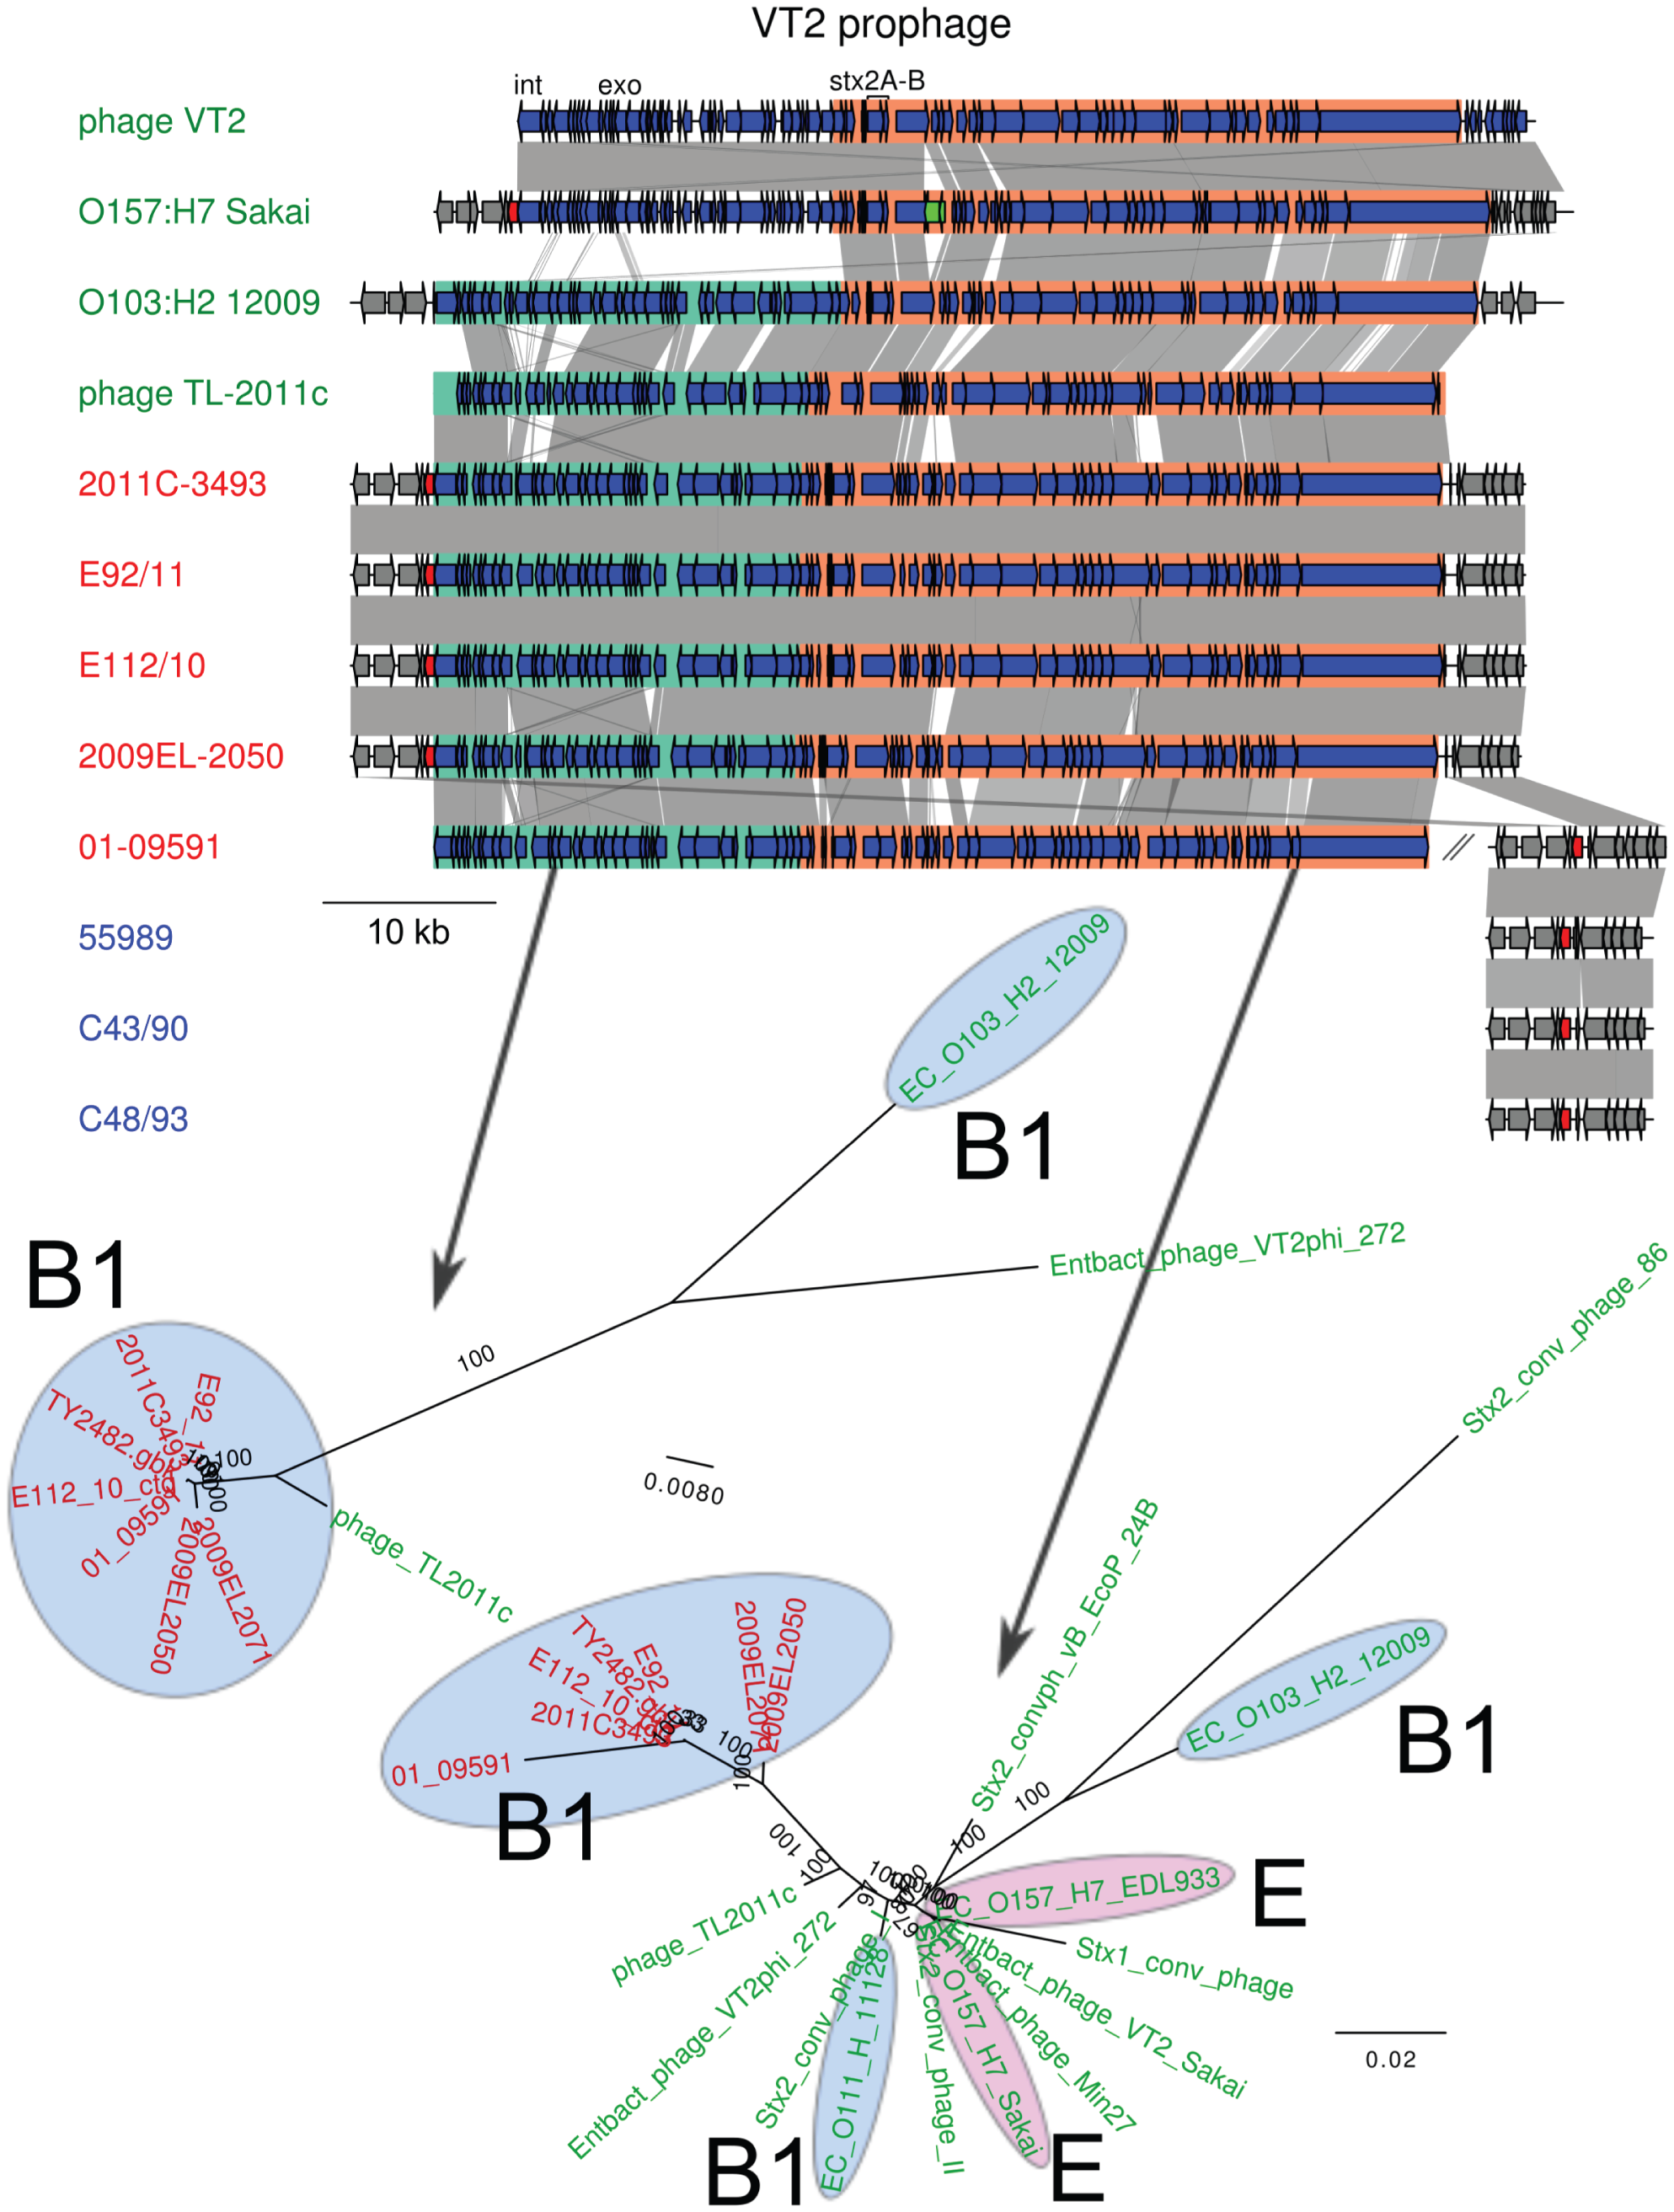 VT2 prophage
int exo stx2A-B
phage VT2
O157:H7 Sakai
O103:H2 12009
phage TL-2011c
2011C-3493
E92/11
E112/10
2009EL-2050
01-09591
10 kb
55989
C43/90
C48/93
EC_O103_H2_12009
B1
Entbact_phage_VT2phi_272
Stx2_conv_phage_86
B1
100
2011C3493
TY2482.gbk
E112_10_ctg
01_09591
2009EL2050
2009EL2071
100
phage_TL2011c
0.0080
Stx2_convph_vB_EcoP_24B
EC_O103_H2_12009
B1
TY2482.gbk
E92
E112_10
2011C3493
01_09591
2009EL2071
2009EL2050
B1
100
100
100
100
100
100
phage_TL2011c
Entbact_phage_VT2phi_272
Stx2_conv_phage
EC_O111_H_11128
B1
97
67
EC_O157_H7_EDL933
E
Stx1_conv_phage
Entbact_phage_VT2_Sakai
Entbact_phage_Min27
EC_O157_H7_Sakai
E
Stx2_conv_phage_II
0.02